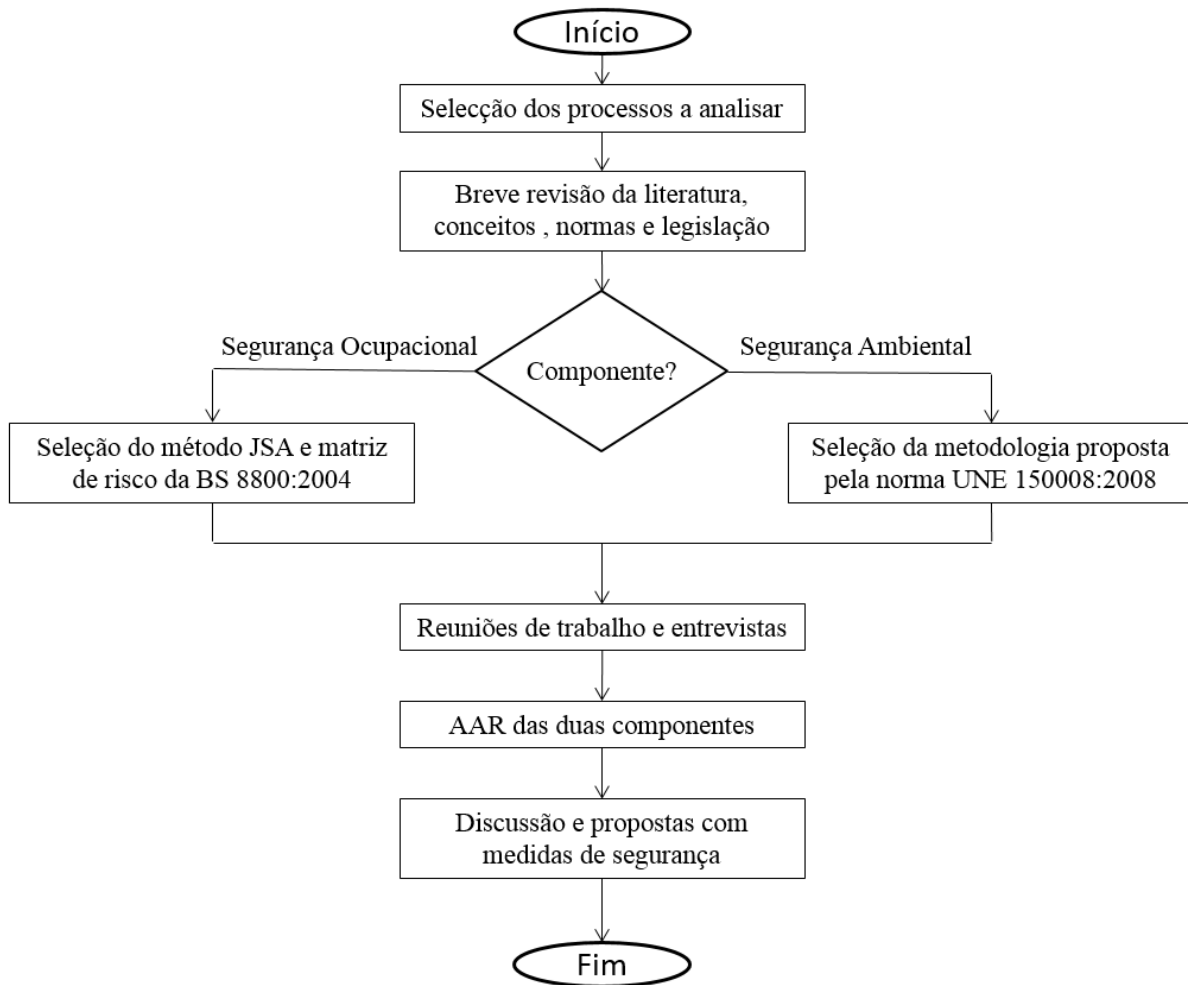 Início
Selecção dos processos a analisar
Breve revisão da literatura,
conceitos , normas e legislação
Segurança Ocupacional
Segurança Ambiental
Componente?
Seleção do método JSA e matriz
de risco da BS 8800:2004
Seleção da metodologia proposta
pela norma UNE 150008:2008
Reuniões de trabalho e entrevistas
AAR das duas componentes
Discussão e propostas com
medidas de segurança
Fim